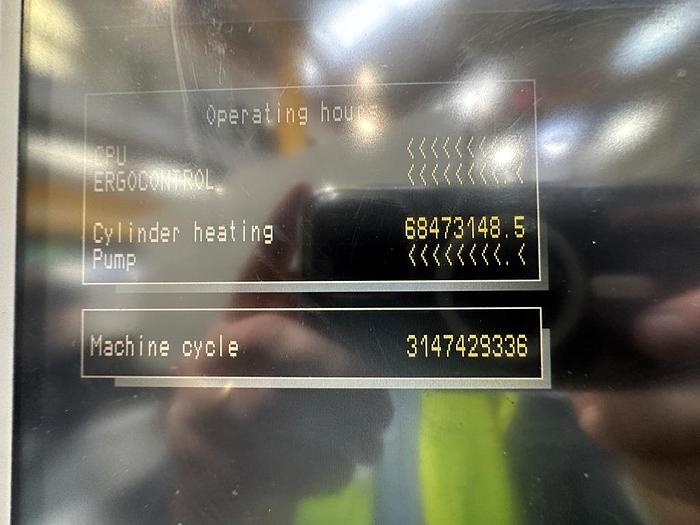 Operating hours
CPU <<<<<<<<.<
ERGOCONTROL <<<<<<<<.<
Cylinder heating 68473148.5
Pump <<<<<<<<.<
Machine cycle 3147429336